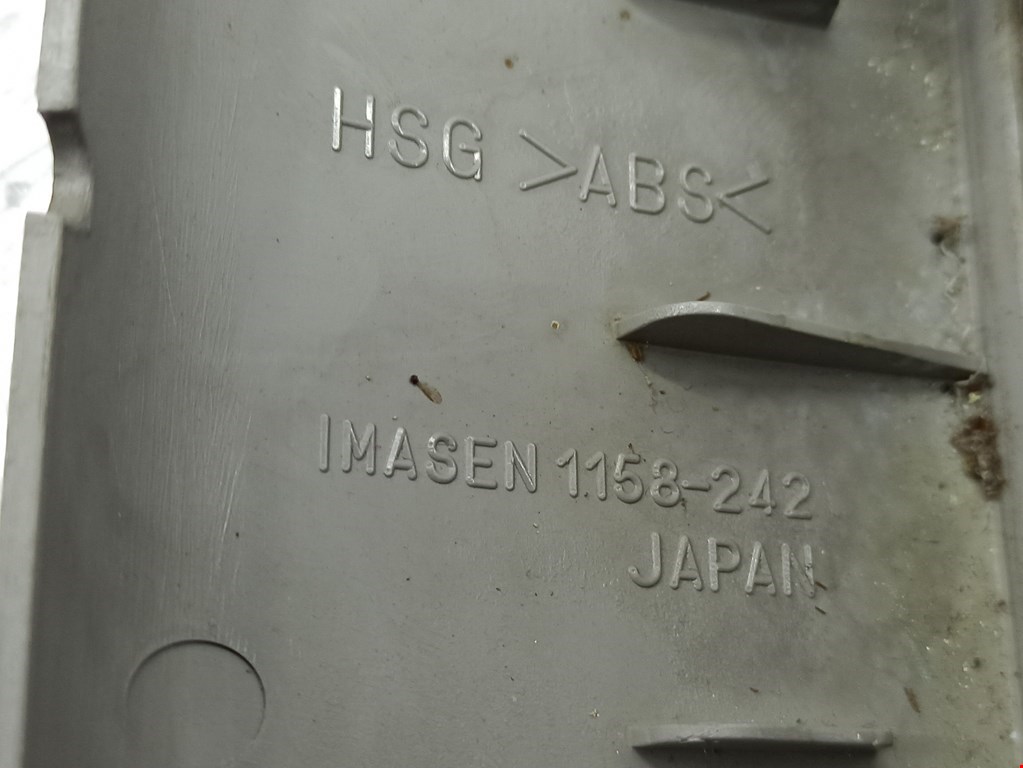 HSG >ABS<
IMASEN 1158-242
JAPAN